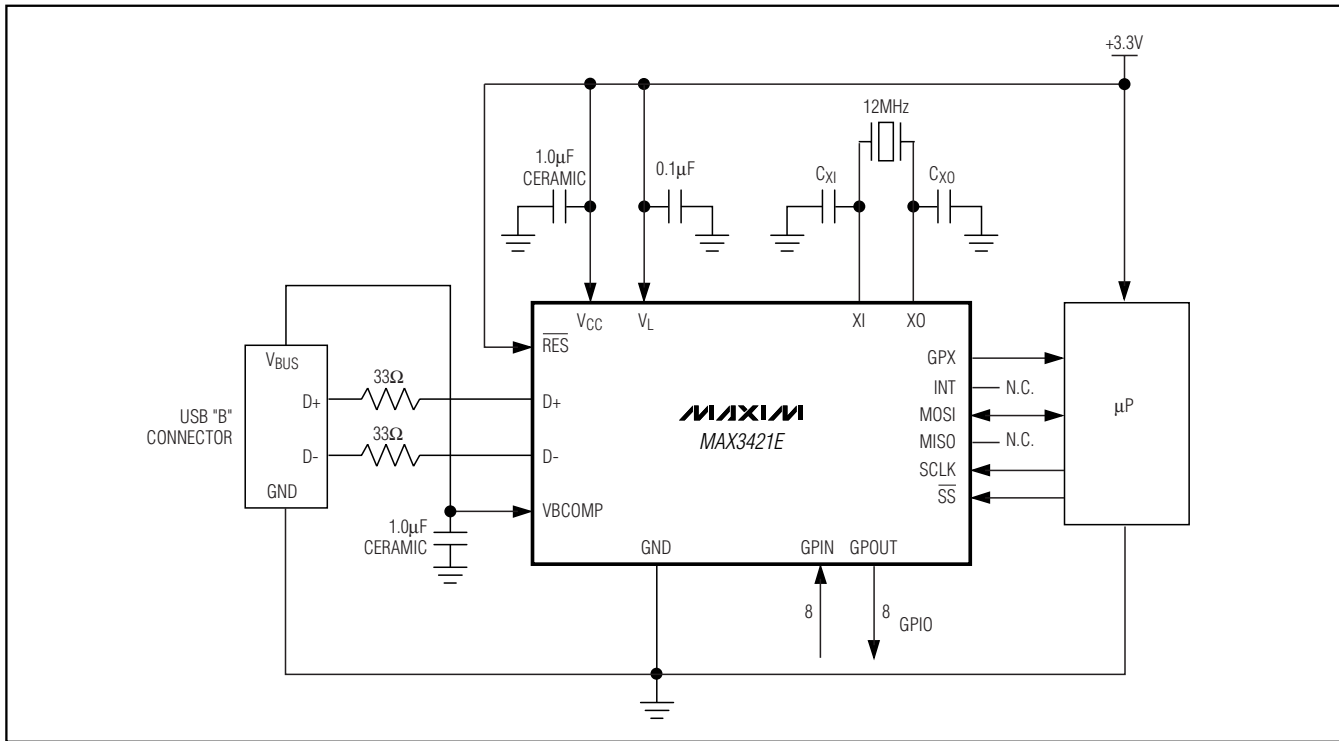 +3.3V
12MHz
1.0µF
CERAMIC
0.1µF
CXI
CXO
VCC
VL
XI
XO
RES
VBUS
D+
D-
GND
USB "B"
CONNECTOR
33Ω
33Ω
D+
D-
VBCOMP
1.0µF
CERAMIC
MAXIM
MAX3421E
GPX
INT
N.C.
MOSI
MISO
N.C.
SCLK
SS
µP
GND
GPIN
GPOUT
8
8
GPIO